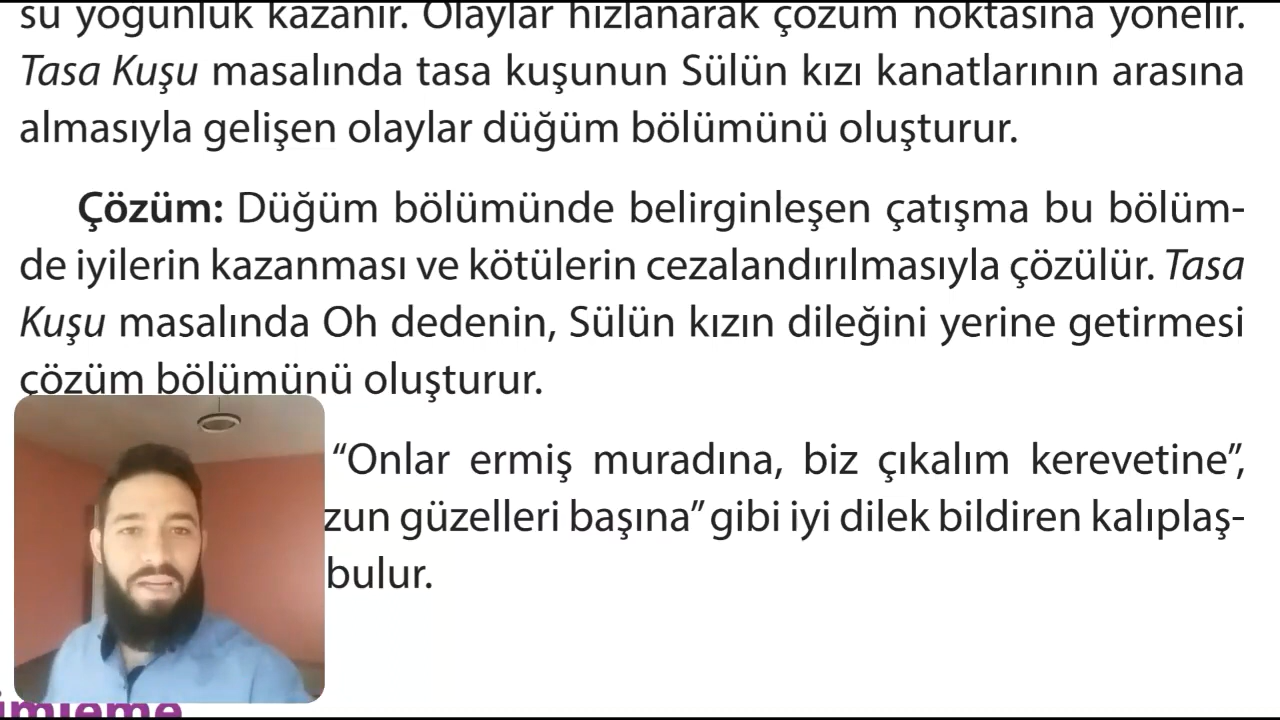 su yoğunluk kazanır. Olaylar hızlanarak çözüm noktasına yönelir.
Tasa Kuşu masalında tasa kuşunun Sülün kızı kanatlarının arasına
almasıyla gelişen olaylar düğüm bölümünü oluşturur.
Çözüm: Düğüm bölümünde belirginleşen çatışma bu bölüm-
de iyilerin kazanması ve kötülerin cezalandırılmasıyla çözülür. Tasa
Kuşu masalında Oh dedenin, Sülün kızın dileğini yerine getirmesi
çözüm bölümünü oluşturur.
“Onlar ermiş muradına, biz çıkalım kerevetine”,
zun güzelleri başına” gibi iyi dilek bildiren kalıplaş-
bulur.